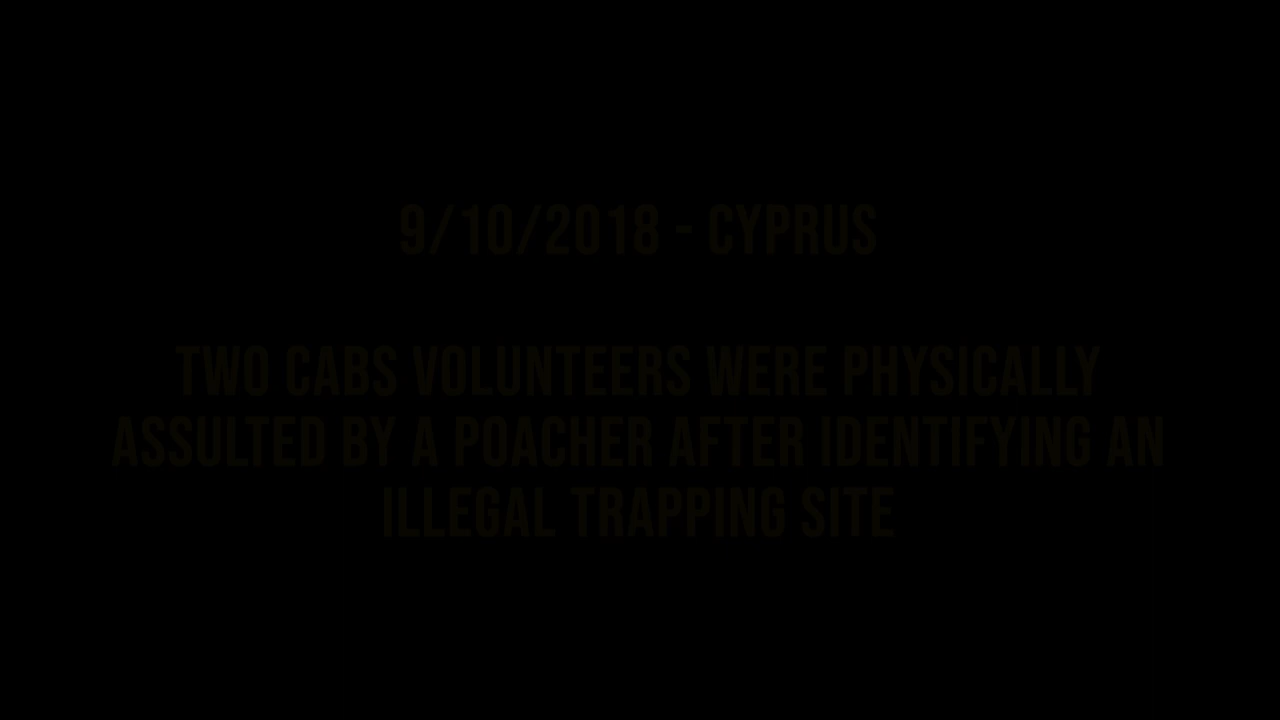 9/10/2018 - CYPRUS
TWO CABS VOLUNTEERS WERE PHYSICALLY
ASSULTED BY A POACHER AFTER IDENTIFYING AN
ILLEGAL TRAPPING SITE